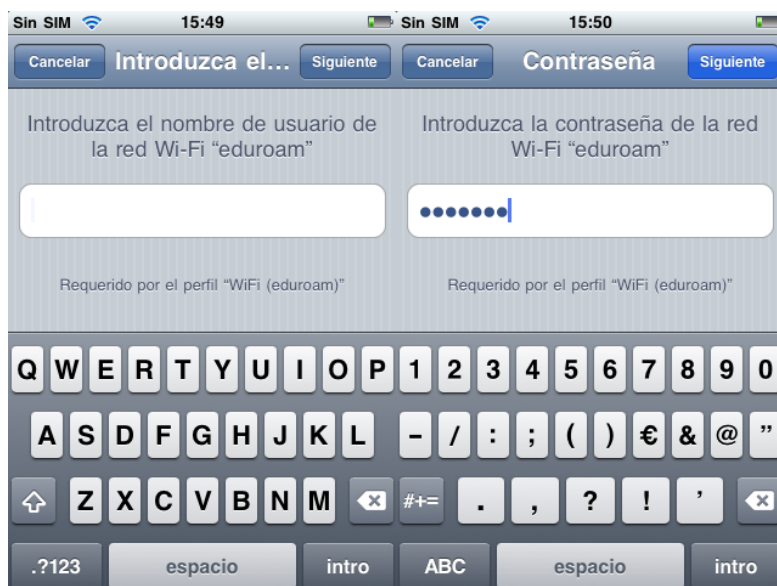 Sin SIM 15:49
Cancelar Introduzca el... Siguiente
Introduzca el nombre de usuario de
la red Wi-Fi “eduroam”
Requerido por el perfil “WiFi (eduroam)”
Q W E R T Y U I O P
A S D F G H J K L
Z X C V B N M
.?123 espacio intro
Sin SIM 15:50
Cancelar Contraseña Siguiente
Introduzca la contraseña de la red
Wi-Fi “eduroam”
•••••••
Requerido por el perfil “WiFi (eduroam)”
1 2 3 4 5 6 7 8 9 0
- / : ; ( ) € & @ ”
#+= . , ? ! ’
ABC espacio intro